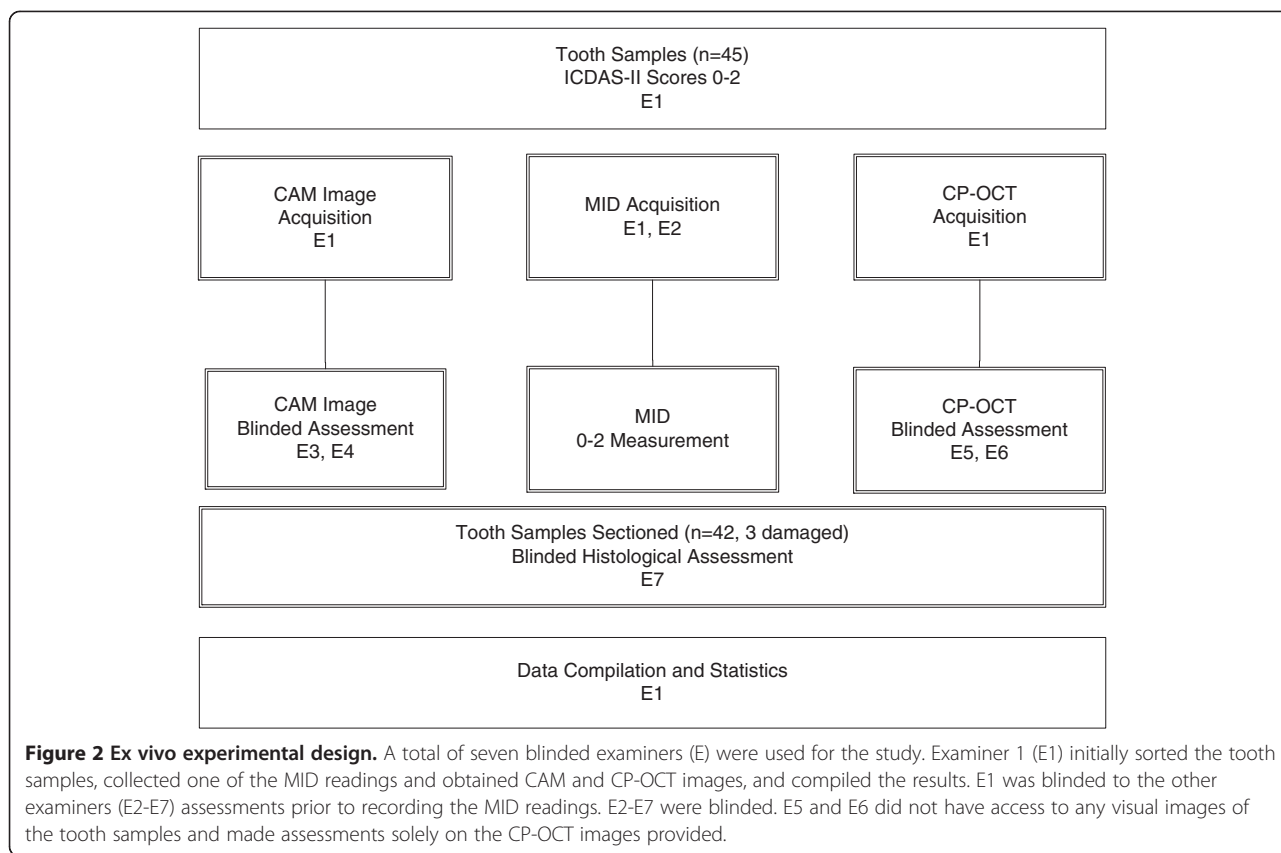 Tooth Samples (n=45)
ICDAS-II Scores 0-2
E1
CAM Image
Acquisition
E1
MID Acquisition
E1, E2
CP-OCT
Acquisition
E1
CAM Image
Blinded Assessment
E3, E4
MID
0-2 Measurement
CP-OCT
Blinded Assessment
E5, E6
Tooth Samples Sectioned (n=42, 3 damaged)
Blinded Histological Assessment
E7
Data Compilation and Statistics
E1
Figure 2 Ex vivo experimental design. A total of seven blinded examiners (E) were used for the study. Examiner 1 (E1) initially sorted the tooth
samples, collected one of the MID readings and obtained CAM and CP-OCT images, and compiled the results. E1 was blinded to the other
examiners (E2-E7) assessments prior to recording the MID readings. E2-E7 were blinded. E5 and E6 did not have access to any visual images of
the tooth samples and made assessments solely on the CP-OCT images provided.